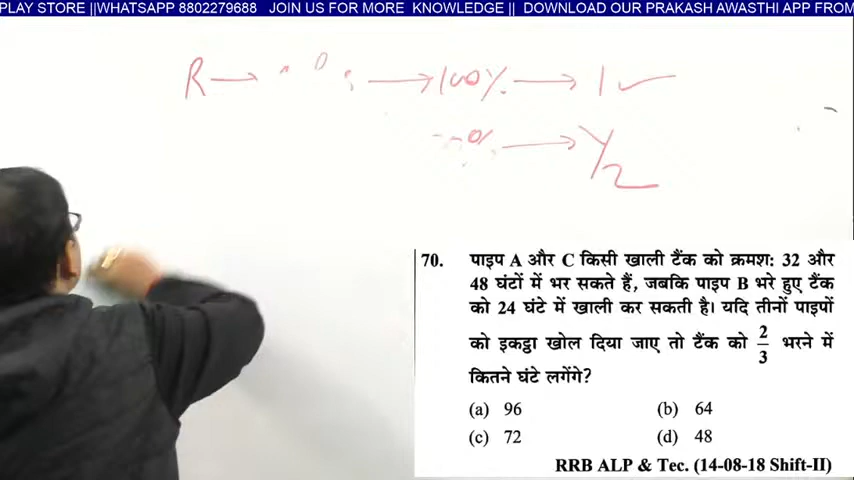 PLAY STORE ||WHATSAPP 8802279688 JOIN US FOR MORE KNOWLEDGE || DOWNLOAD OUR PRAKASH AWASTHI APP FROM
R → → 100% → 1 ✓
→ 1/2
70. पाइप A और C किसी खाली टैंक को क्रमश: 32 और
48 घंटों में भर सकते हैं, जबकि पाइप B भरे हुए टैंक
को 24 घंटे में खाली कर सकती है। यदि तीनों पाइपों
को इकट्ठा खोल दिया जाए तो टैंक को 2/3 भरने में
कितने घंटे लगेंगे?
(a) 96 (b) 64
(c) 72 (d) 48
RRB ALP & Tec. (14-08-18 Shift-II)